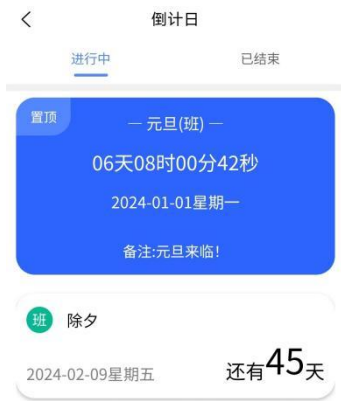 倒计日
进行中 已结束
置顶
— 元旦(班) —
06天08时00分42秒
2024-01-01星期一
备注:元旦来临!
班 除夕
2024-02-09星期五 还有45天